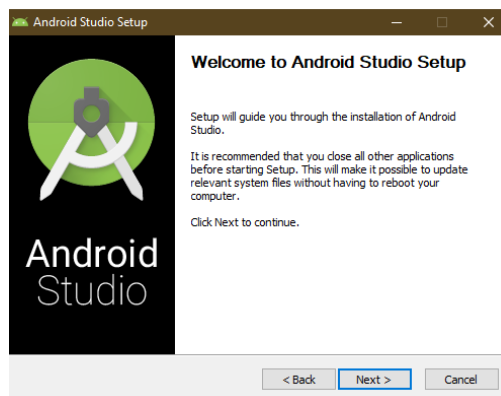 Android Studio Setup
Welcome to Android Studio Setup
Setup will guide you through the installation of Android
Studio.
It is recommended that you close all other applications
before starting Setup. This will make it possible to update
relevant system files without having to reboot your
computer.
Click Next to continue.
Android
Studio
< Back
Next >
Cancel